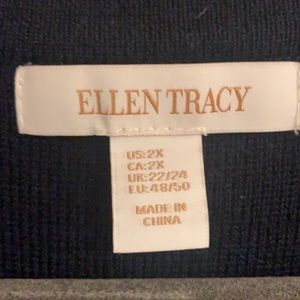 ELLEN TRACY
US:2X
CA:2X
UK:22/24
EU:48/50
MADE IN
CHINA